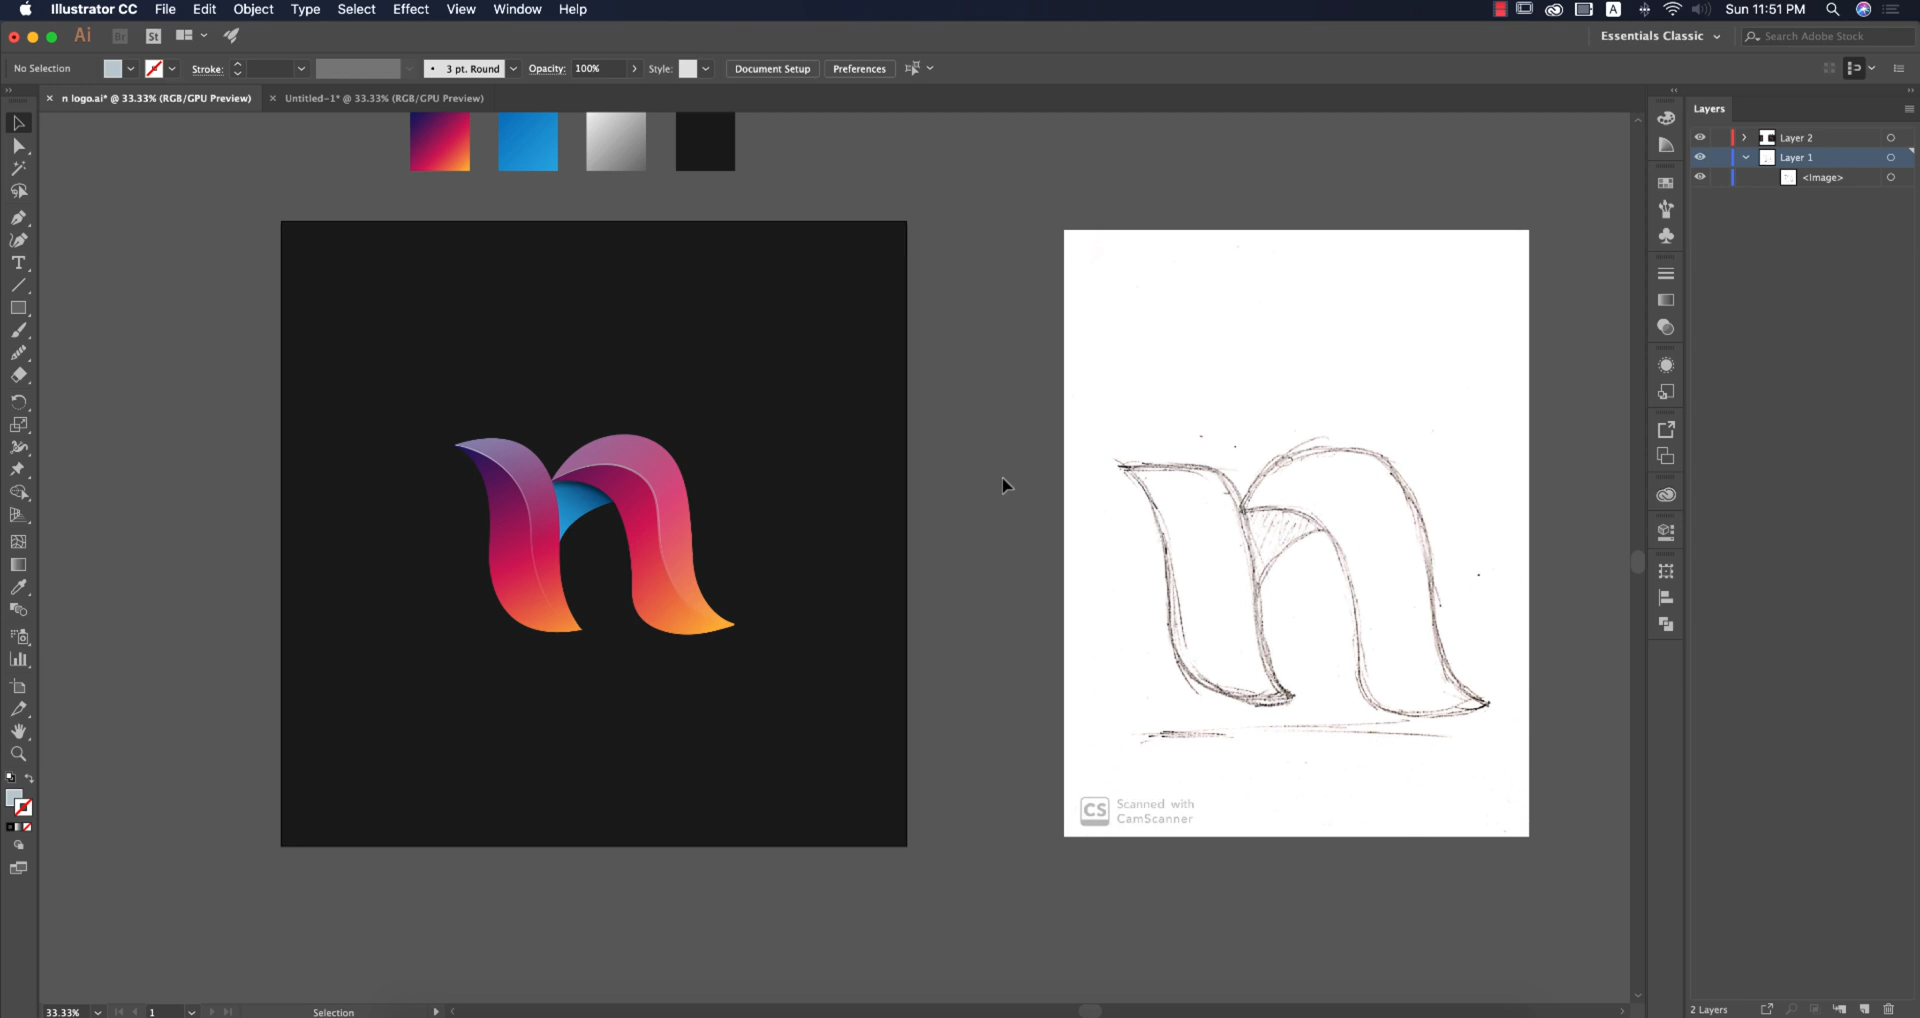 Illustrator CC File Edit Object Type Select Effect View Window Help
A Sun 11:51 PM
Ai Br St Essentials Classic Search Adobe Stock
No Selection Stroke: 3 pt. Round Opacity: 100% Style: Document Setup Preferences
n logo.ai* @ 33.33% (RGB/GPU Preview) Untitled-1* @ 33.33% (RGB/GPU Preview)
Layers
Layer 2
Layer 1
<Image>
n
n
CS Scanned with
CamScanner
33.33% 1 Selection
2 Layers